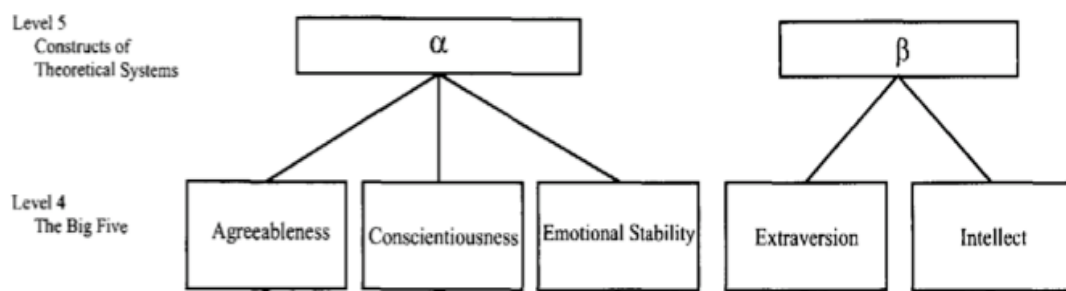 Level 5
Constructs of
Theoretical Systems
α
β
Level 4
The Big Five
Agreeableness
Conscientiousness
Emotional Stability
Extraversion
Intellect